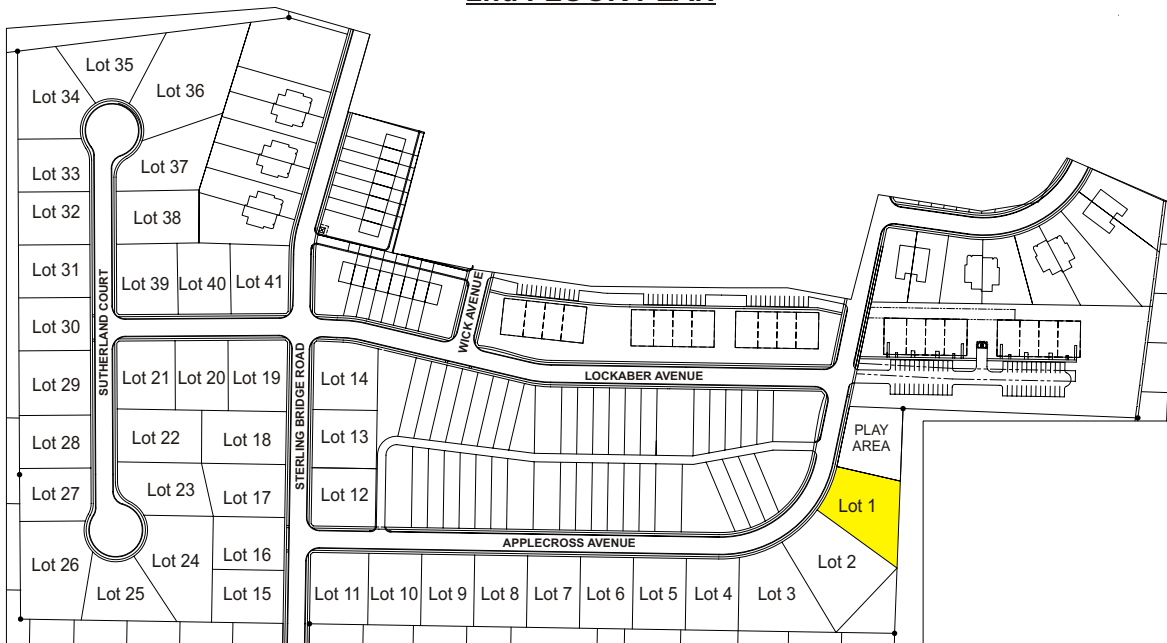 2nd FLOOR PLAN
Lot 35
Lot 34
Lot 36
Lot 33
Lot 37
Lot 32
Lot 38
Lot 31
Lot 39
Lot 40
Lot 41
SUTHERLAND COURT
WICK AVENUE
Lot 30
Lot 29
Lot 21
Lot 20
Lot 19
STERLING BRIDGE ROAD
Lot 14
LOCKABER AVENUE
Lot 28
Lot 22
Lot 18
Lot 13
PLAY
AREA
Lot 27
Lot 23
Lot 17
Lot 12
Lot 1
Lot 26
Lot 24
Lot 16
APPLECROSS AVENUE
Lot 2
Lot 25
Lot 15
Lot 11
Lot 10
Lot 9
Lot 8
Lot 7
Lot 6
Lot 5
Lot 4
Lot 3